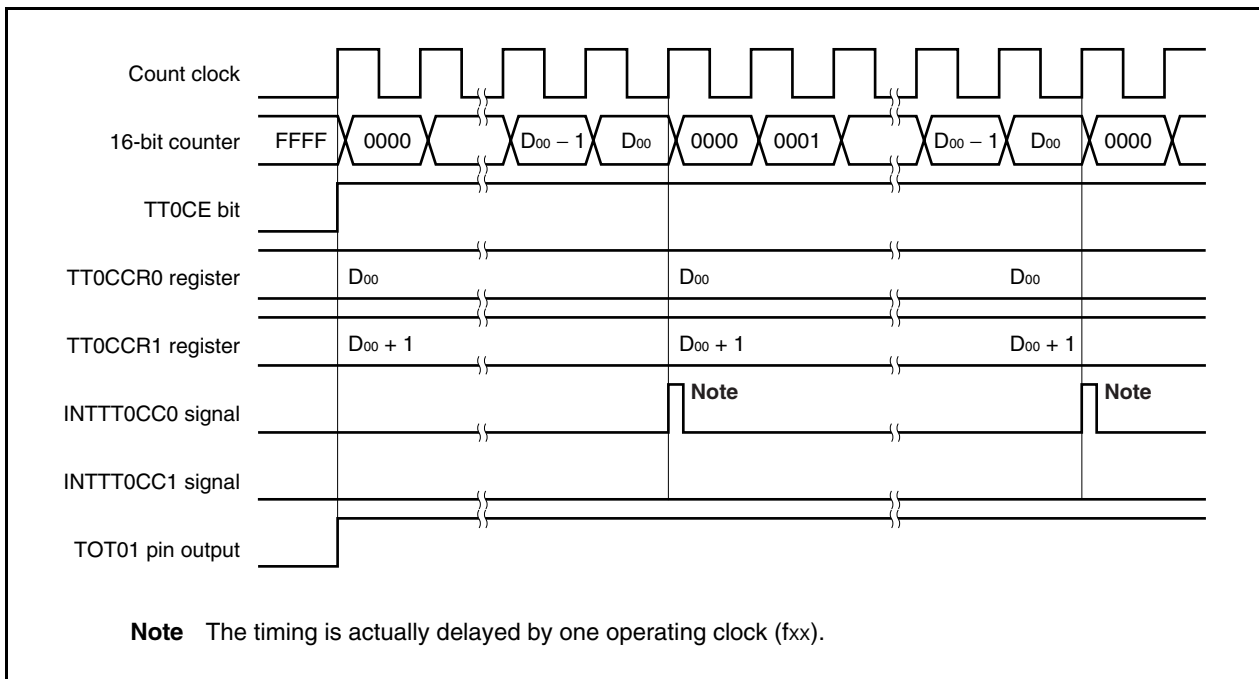 Count clock
16-bit counter FFFF 0000 D00 − 1 D00 0000 0001 D00 − 1 D00 0000
TT0CE bit
TT0CCR0 register D00 D00 D00
TT0CCR1 register D00 + 1 D00 + 1 D00 + 1
INTTT0CC0 signal Note Note
INTTT0CC1 signal
TOT01 pin output
Note The timing is actually delayed by one operating clock (fxx).